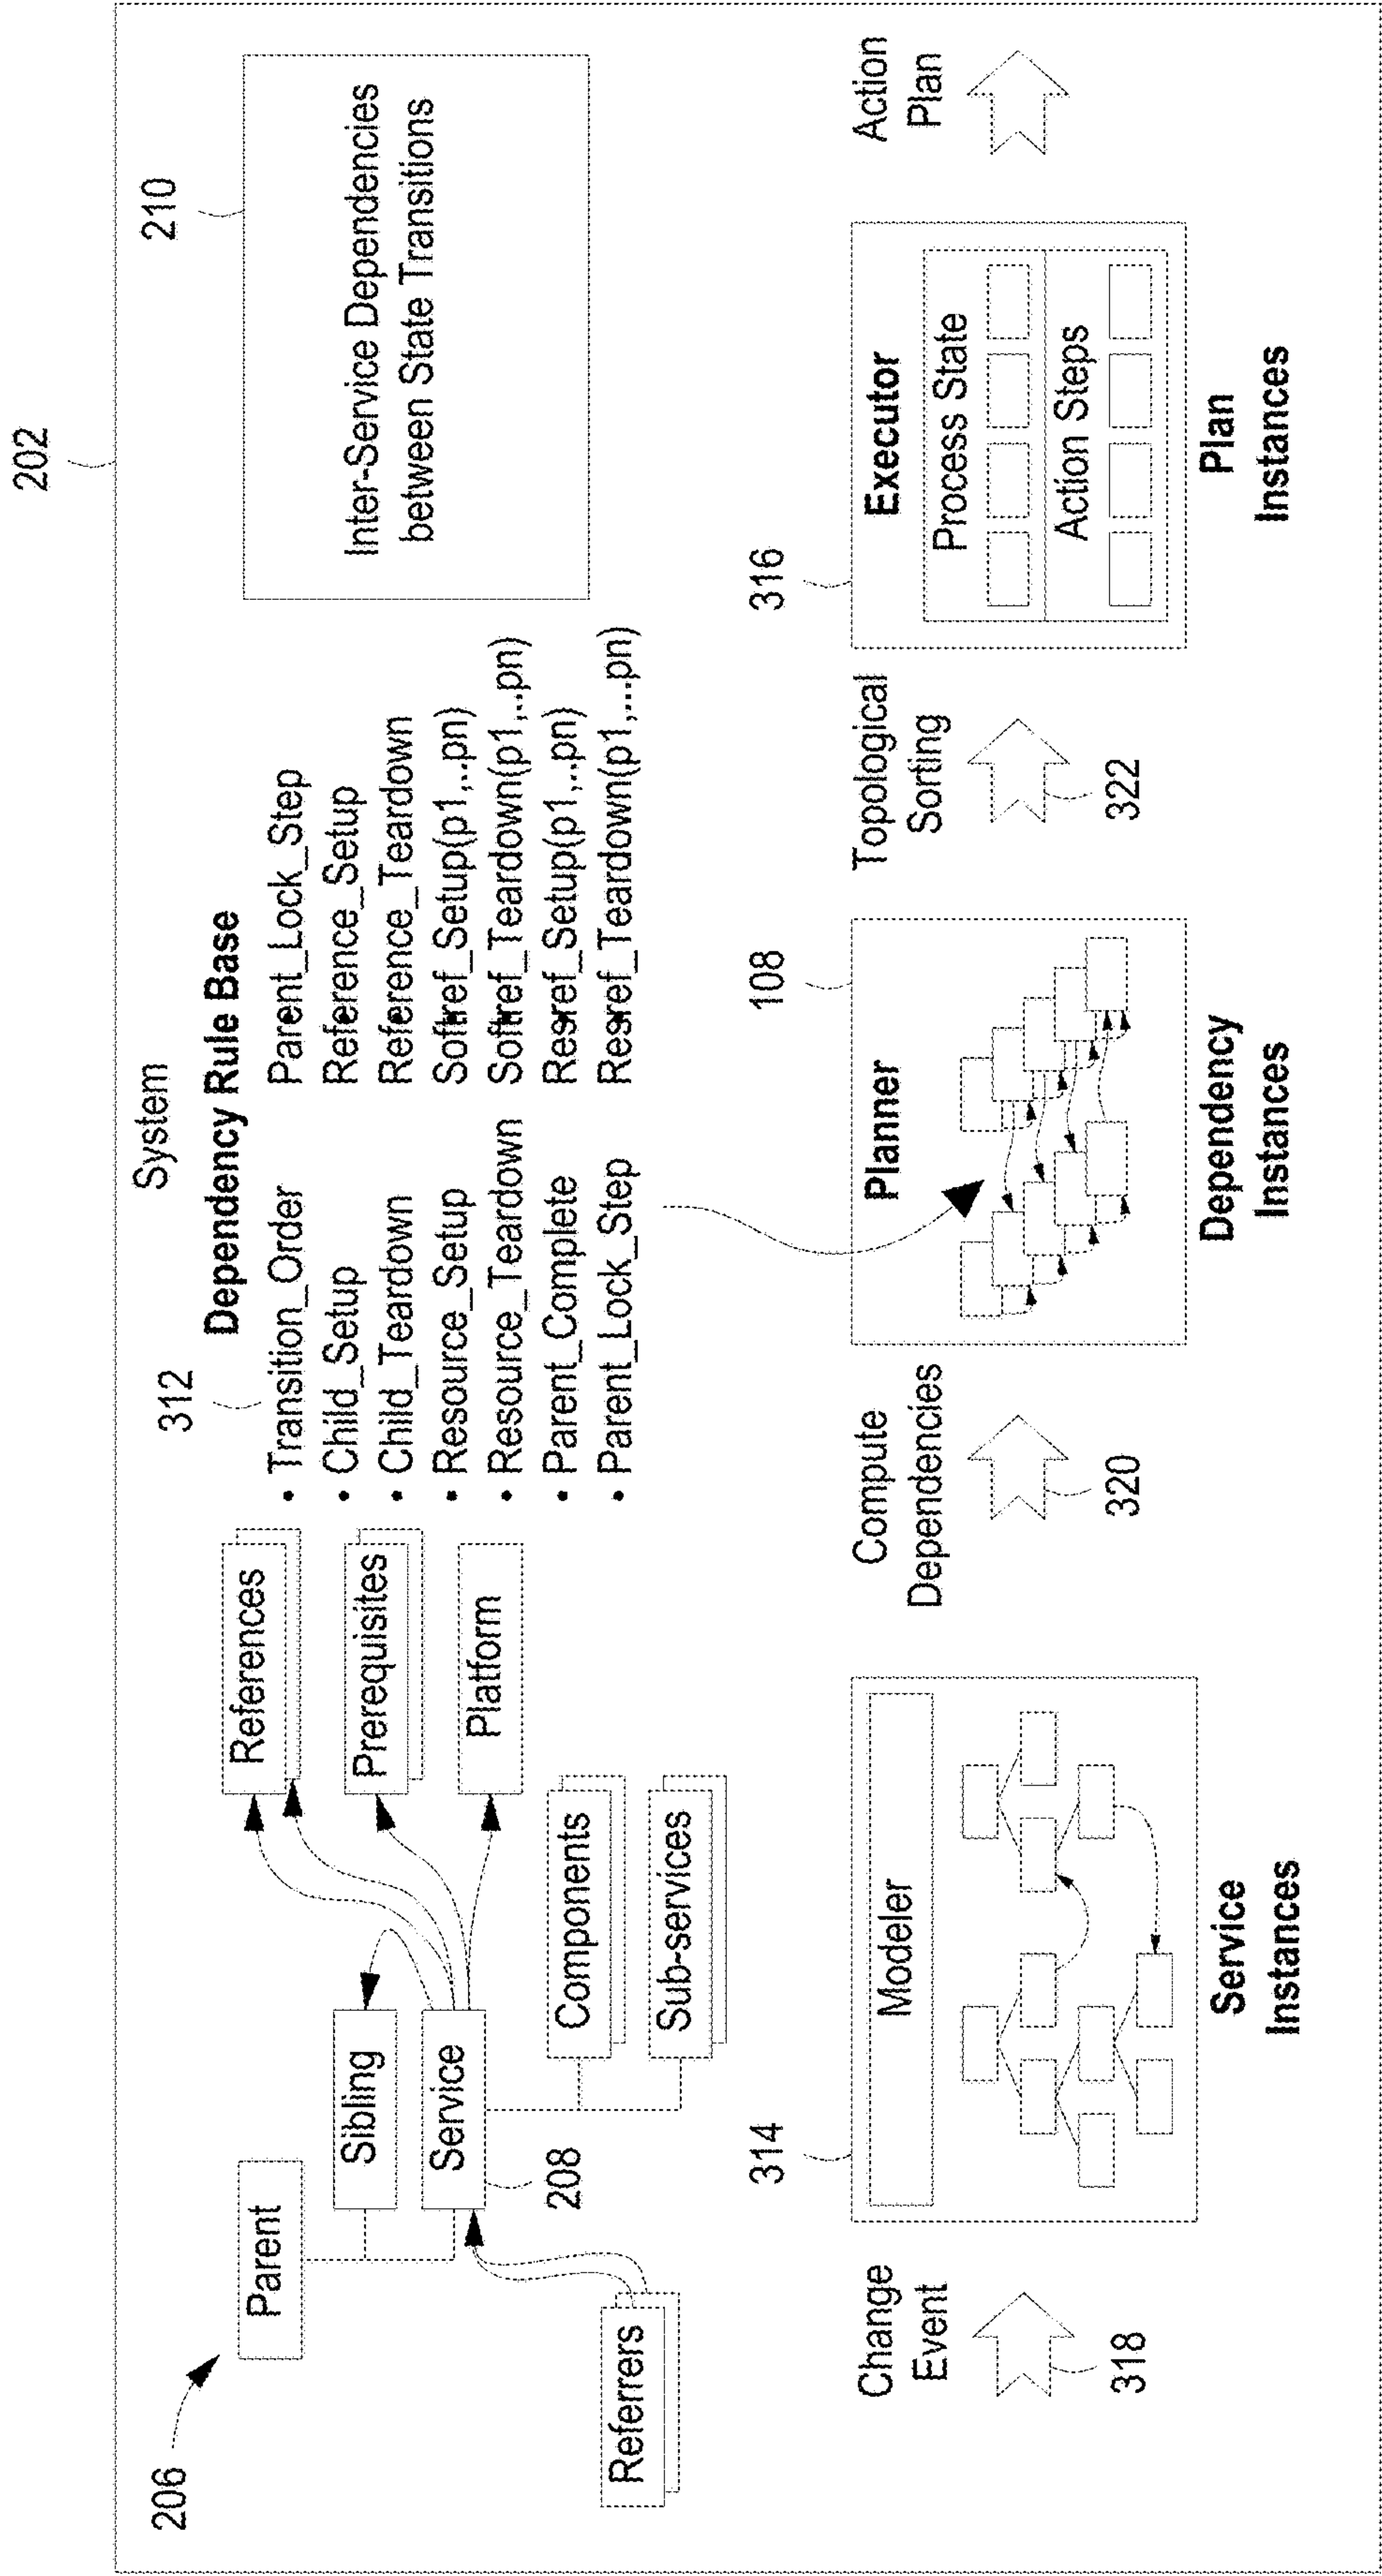 202
System
206
Parent
Sibling
Service
208
Referrers
References
Prerequisites
Platform
Components
Sub-services
312
Dependency Rule Base
• Transition_Order
• Child_Setup
• Child_Teardown
• Resource_Setup
• Resource_Teardown
• Parent_Complete
• Parent_Lock_Step
Parent_Lock_Step
Reference_Setup
Reference_Teardown
Softref_Setup(p1,..pn)
Softref_Teardown(p1,..pn)
Resref_Setup(p1,..pn)
Resref_Teardown(p1,...pn)
210
Inter-Service Dependencies
between State Transitions
Change
Event
318
314
Modeler
Service
Instances
Compute
Dependencies
320
108
Planner
Dependency
Instances
Topological
Sorting
322
316
Executor
Process State
Action Steps
Plan
Instances
Action
Plan